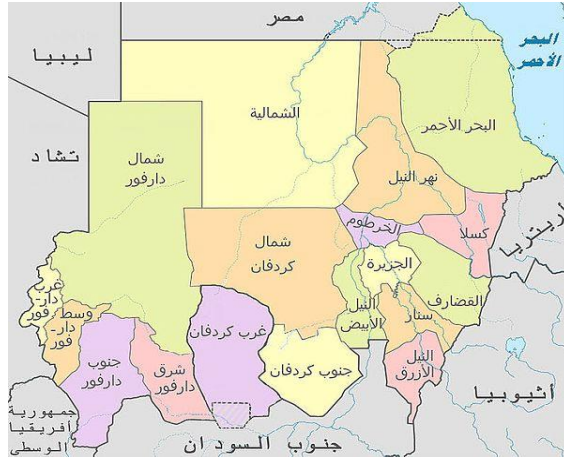 مصر
ليبيا
البحر
الأحمر
الشمالية
البحر الأحمر
شمال
دارفور
تشاد
نهر النيل
كسلا
اريتريا
الخرطوم
شمال
كردفان
الجزيرة
القضارف
غرب
دار-
فور
وسط
دار-
فور
النيل
الأبيض
سنار
غرب كردفان
جنوب
دارفور
شرق
دارفور
جنوب كردفان
النيل
الأزرق
أثيوبيا
جمهورية
أفريقيا
الوسطى
جنوب السودان